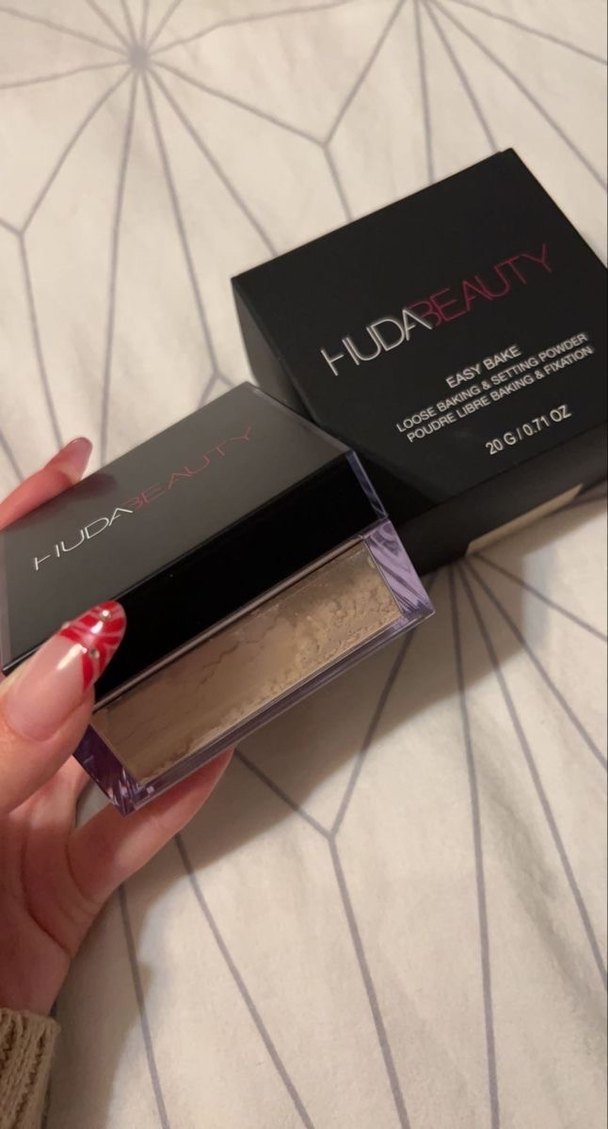 HUDABEAUTY
EASY BAKE
LOOSE BAKING & SETTING POWDER
POUDRE LIBRE BAKING & FIXATION
20 G / 0.71 OZ
HUDABEAUTY